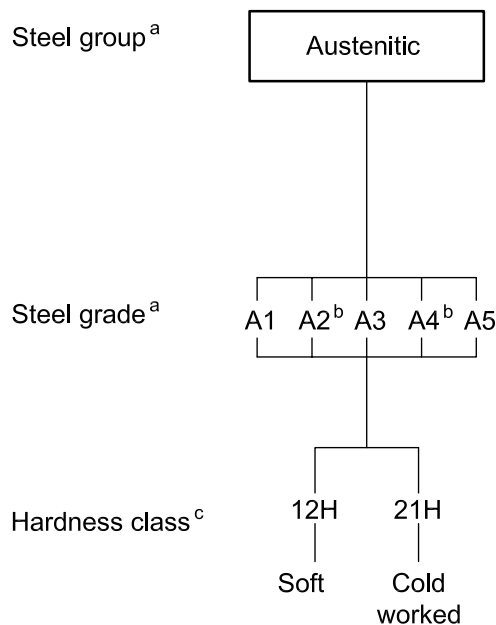 Steel group a
Austenitic
Steel grade a
A1 A2 b A3 A4 b A5
Hardness class c
12H 21H
Soft Cold
worked